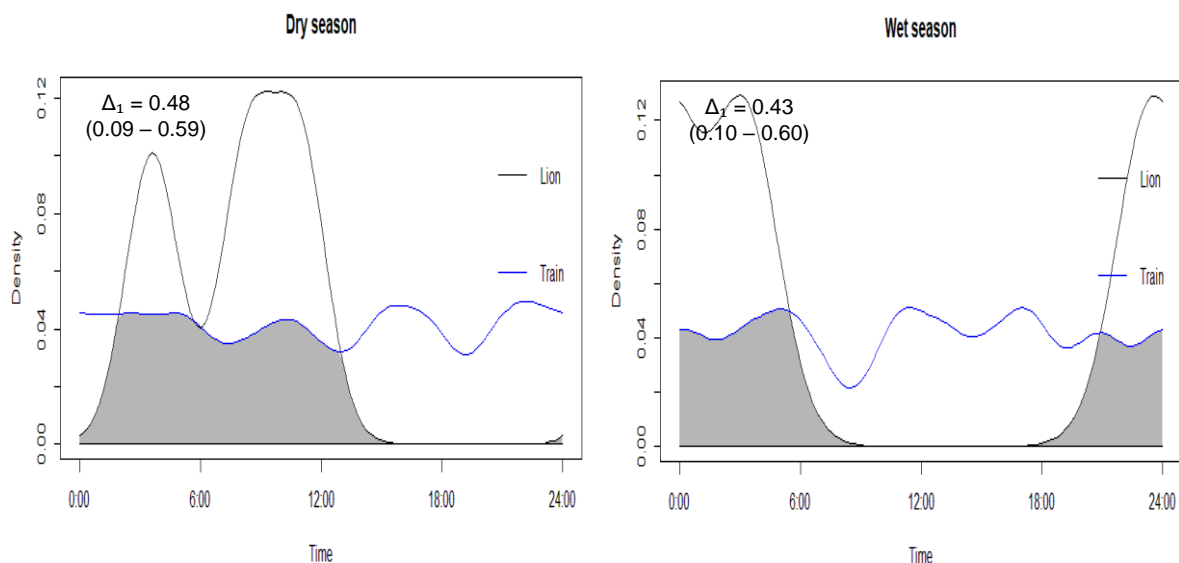 Dry season
Δ₁ = 0.48
(0.09 – 0.59)
Lion
Train
Density
0.00
0.04
0.08
0.12
0:00
6:00
12:00
18:00
24:00
Time
Wet season
Δ₁ = 0.43
(0.10 – 0.60)
Lion
Train
Density
0.00
0.04
0.08
0.12
0:00
6:00
12:00
18:00
24:00
Time